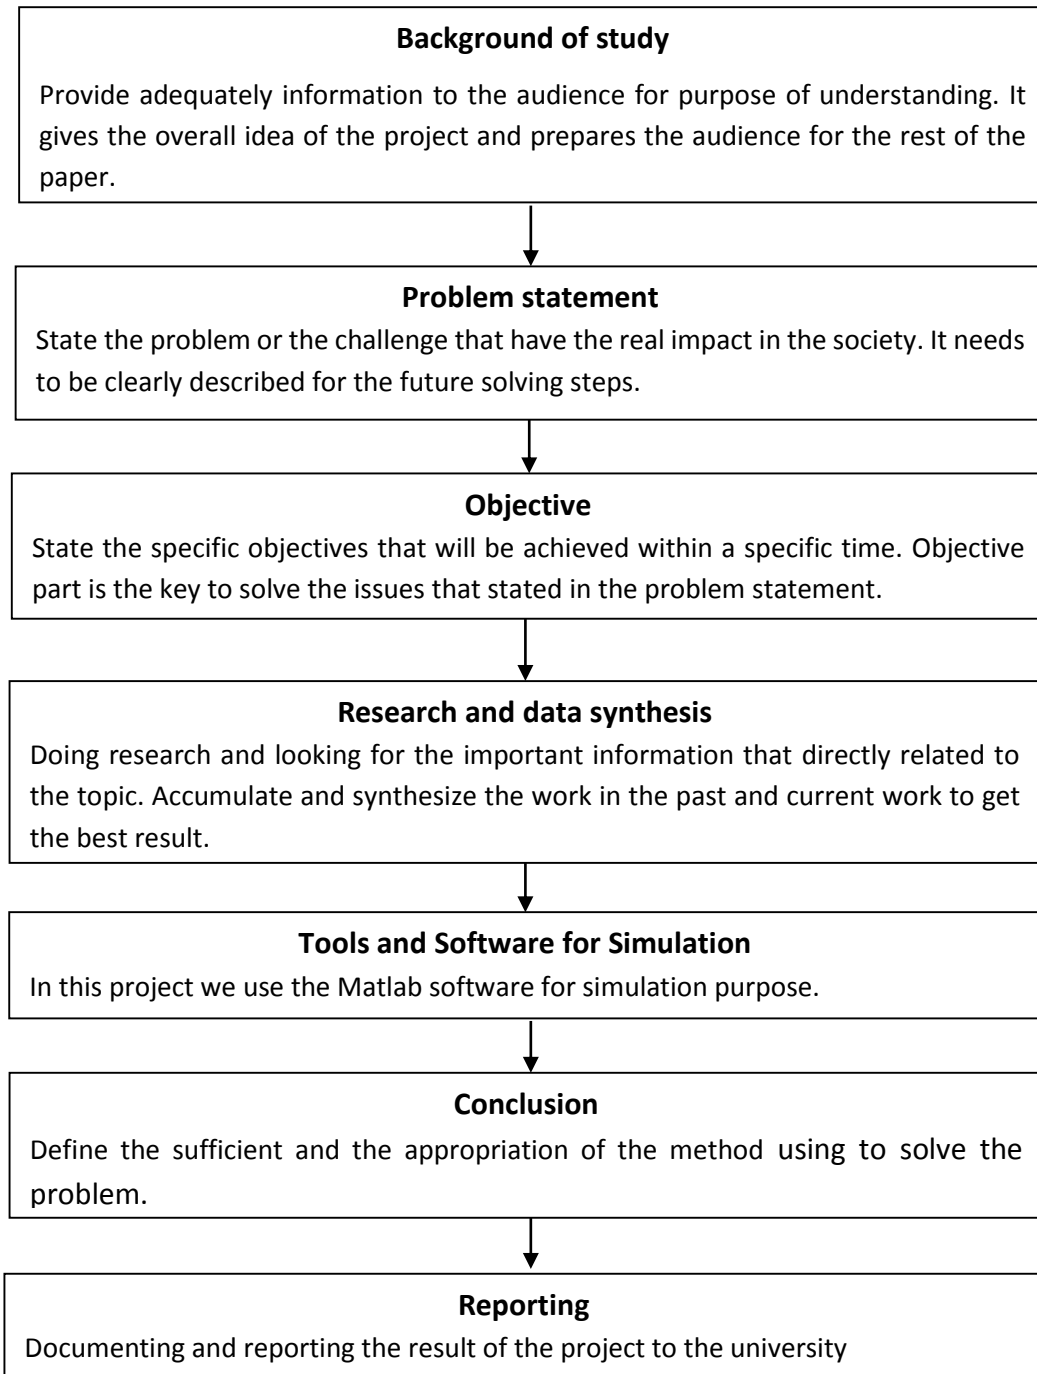 Background of study
Provide adequately information to the audience for purpose of understanding. It
gives the overall idea of the project and prepares the audience for the rest of the
paper.
Problem statement
State the problem or the challenge that have the real impact in the society. It needs
to be clearly described for the future solving steps.
Objective
State the specific objectives that will be achieved within a specific time. Objective
part is the key to solve the issues that stated in the problem statement.
Research and data synthesis
Doing research and looking for the important information that directly related to
the topic. Accumulate and synthesize the work in the past and current work to get
the best result.
Tools and Software for Simulation
In this project we use the Matlab software for simulation purpose.
Conclusion
Define the sufficient and the appropriation of the method using to solve the
problem.
Reporting
Documenting and reporting the result of the project to the university